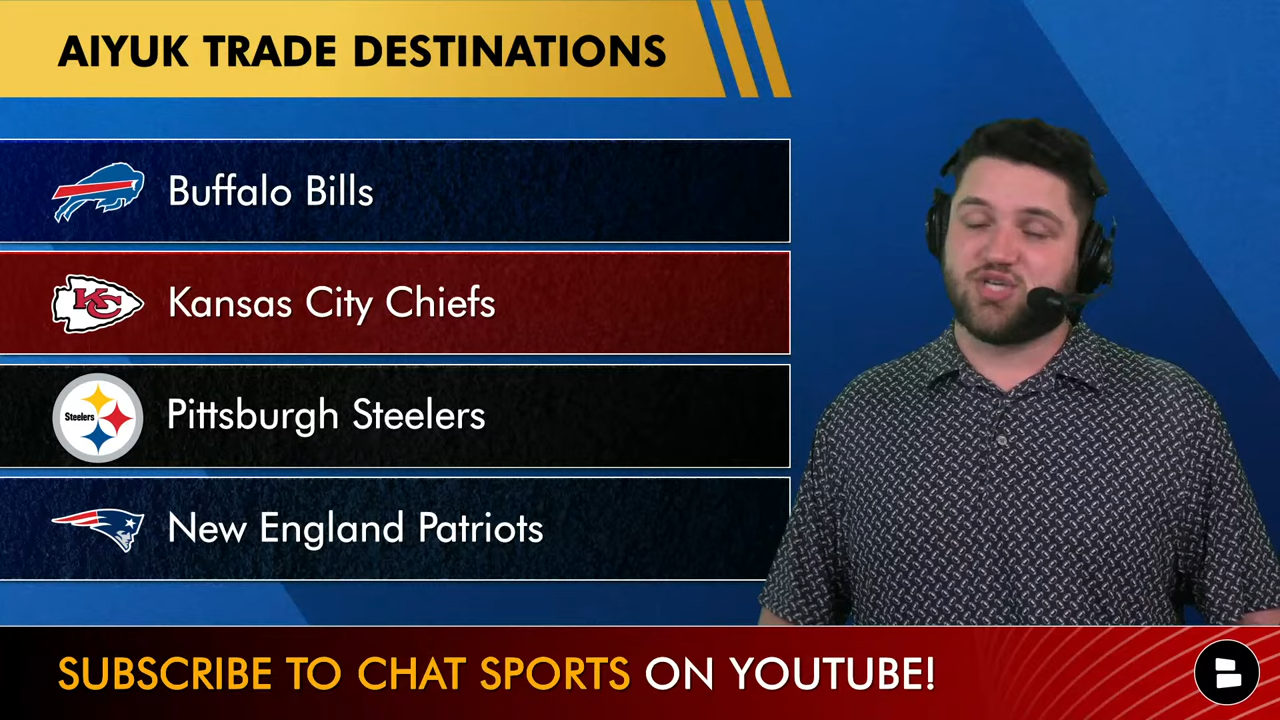 AIYUK TRADE DESTINATIONS
Buffalo Bills
KC
Kansas City Chiefs
Steelers
Pittsburgh Steelers
New England Patriots
SUBSCRIBE TO CHAT SPORTS ON YOUTUBE!